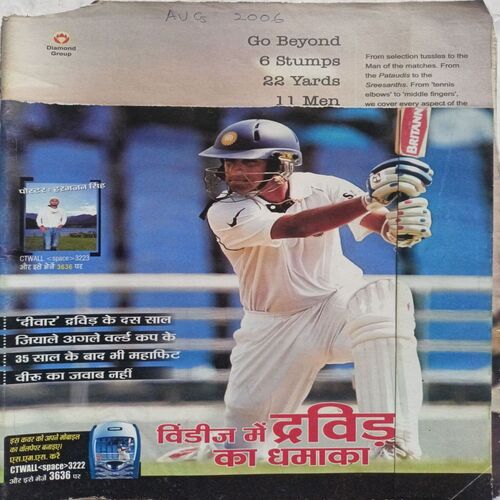 AUG 2006
Diamond
Group
Go Beyond
6 Stumps
22 Yards
11 Men
From selection tussles to the
Man of the matches. From
the Pataudis to the
Sreesanths. From 'tennis
elbows' to 'middle fingers',
we cover every aspect of the
BRITANN
पोस्टर : हरभजन सिंह
CTWALL <space>3223
और इसे भेजें 3636 पर
'दीवार' द्रविड़ के दस साल
जियाले अगले वर्ल्ड कप के
35 साल के बाद भी महाफिट
वीरू का जवाब नहीं
विंडीज में द्रविड़
का धमाका
इस कवर को अपने मोबाइल
का वॉलपेपर बनाइए।
एस.एम.एस. करें
CTWALL<space>3222
और इसे भेजें 3636 पर